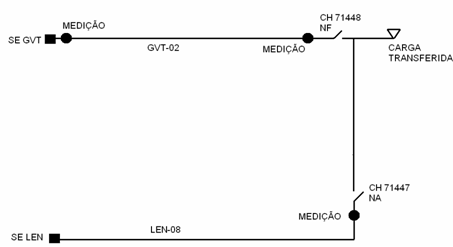 CH 71448
NF
MEDIÇÃO
SE GVT
GVT-02
MEDIÇÃO
CARGA
TRANSFERIDA
CH 71447
NA
MEDIÇÃO
LEN-08
SE LEN